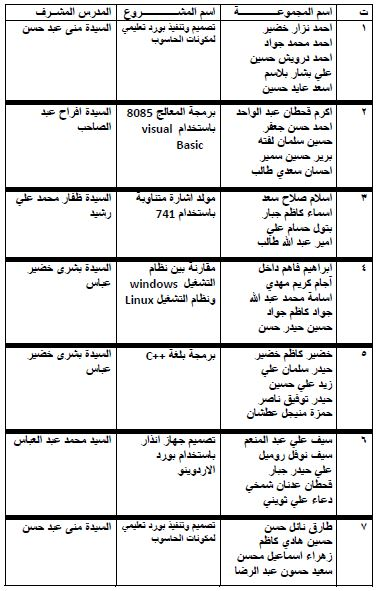 ت اسم المجموعـــــــة اسم المشـــــــروع المدرس المشرف
١ احمد نزار خضير تصميم وتنفيذ بورد تعليمي السيدة منى عبد حسن
احمد محمد جواد لمكونات الحاسوب
احمد درويش حسين
علي بشار بلاسم
اسعد عايد حسين
٢ اكرم قحطان عبد الواحد برمجة المعالج 8085 السيدة افراح عبد
احمد حسن جعفر باستخدام visual الصاحب
حسين سلمان لفته Basic
برير حسين سمير
احسان سعدي طالب
٣ اسلام صلاح سعد مولد اشارة متناوبة السيدة ظفار محمد علي
اسماء كاظم جبار باستخدام 741 رشيد
بتول حسام علي
امير عبد الله طالب
٤ ابراهيم فاهم داخل مقارنة بين نظام السيدة بشرى خضير
آجام كريم مهدي التشغيل windows عباس
اسامة محمد عبد الله ونظام التشغيل Linux
جواد كاظم جواد
حسين حيدر حسن
٥ خضير كاظم خضير برمجة بلغة C++ السيدة بشرى خضير
حيدر سلمان علي عباس
زيد علي حسين
حيدر توفيق ناصر
حمزة منيجل عطشان
٦ سيف علي عبد المنعم تصميم جهاز انذار السيد محمد عبد العباس
سيف نوفل روميل باستخدام بورد
علي حيدر جبار الاردوينو
قحطان عدنان شمخي
دعاء علي ثويني
٧ طارق نائل حسن تصميم وتنفيذ بورد تعليمي السيدة منى عبد حسن
حسين هادي كاظم لمكونات الحاسوب
زهراء اسماعيل محسن
سعيد حسون عبد الرضا